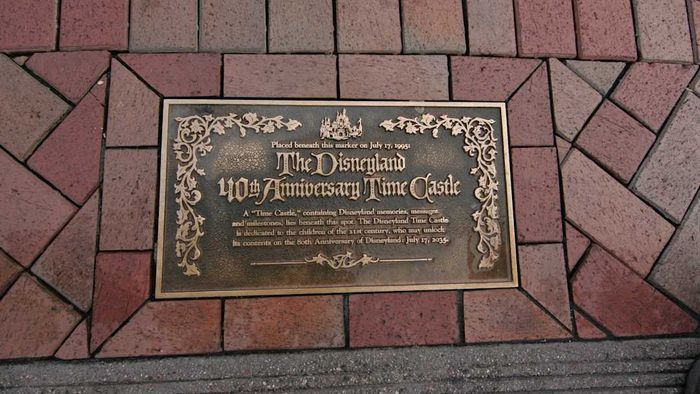 Placed beneath this marker on July 17, 1995:
The Disneyland
40th Anniversary Time Castle
A "Time Castle," containing Disneyland memories, messages
and milestones, lies beneath this spot. The Disneyland Time Castle
is dedicated to the children of the 21st century, who may unlock
its contents on the 80th Anniversary of Disneyland: July 17, 2035.